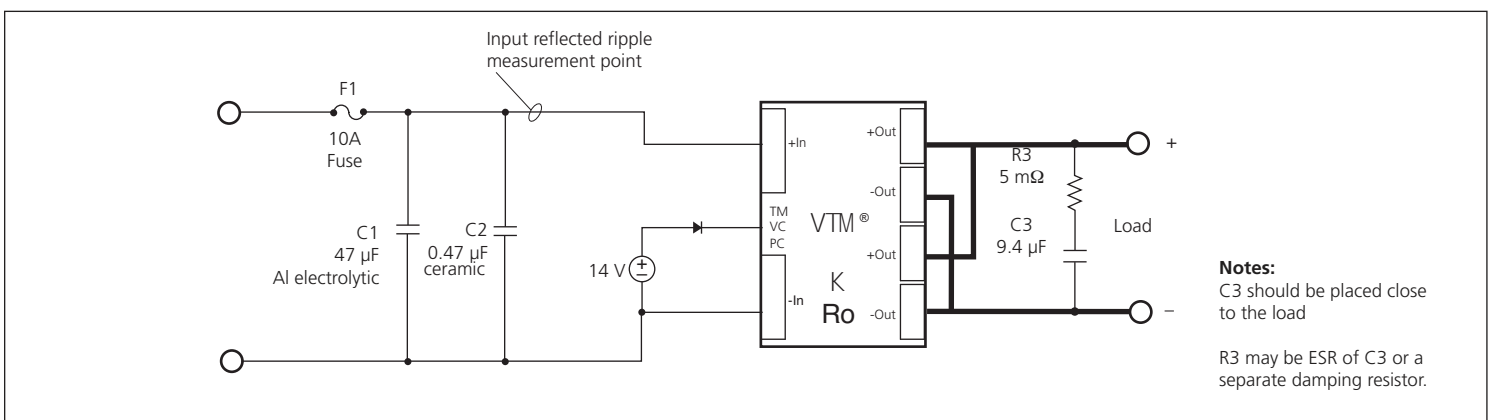 Input reflected ripple
measurement point
F1
10A
Fuse
C1
47 µF
Al electrolytic
C2
0.47 µF
ceramic
14 V
+In
TM
VC
PC
-In
VTM®
K
Ro
+Out
-Out
+Out
-Out
R3
5 mΩ
C3
9.4 µF
+
Load
–
Notes:
C3 should be placed close
to the load
R3 may be ESR of C3 or a
separate damping resistor.